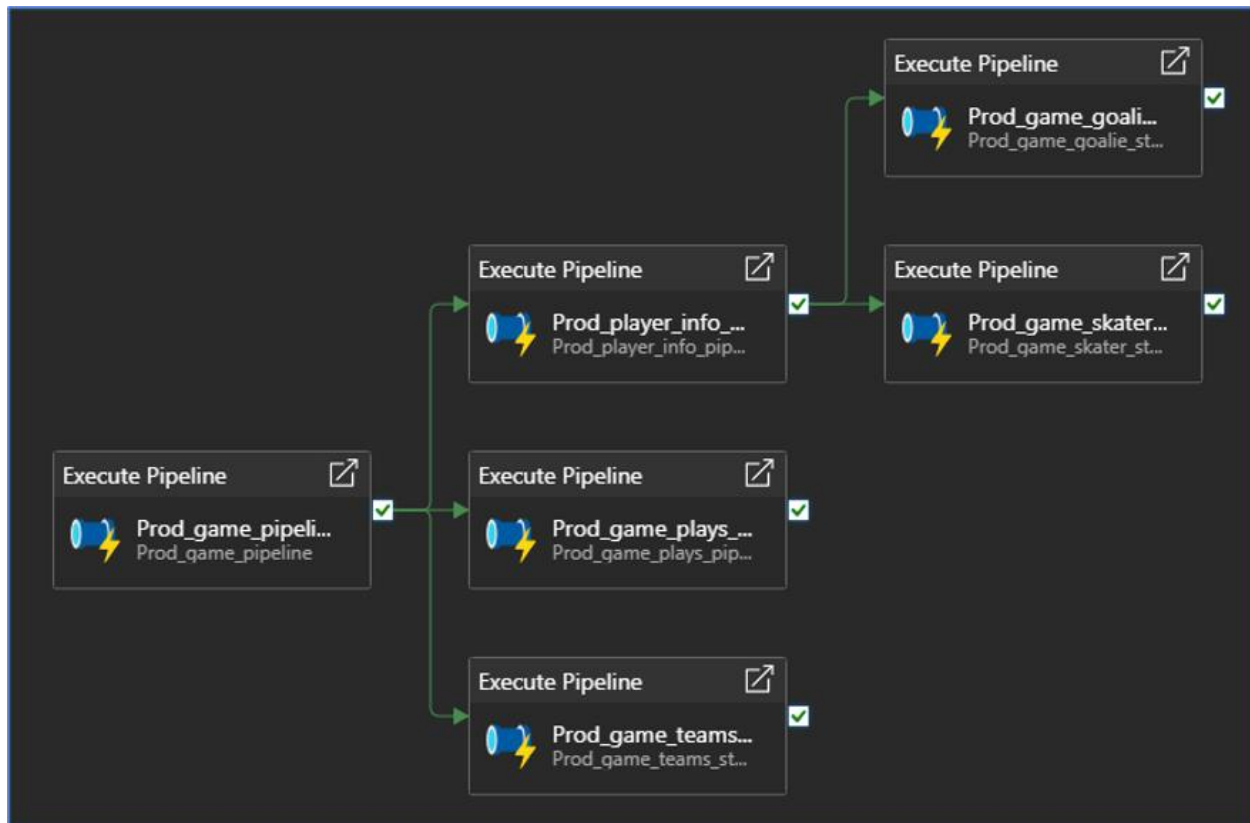 Execute Pipeline
Prod_game_goali...
Prod_game_goalie_st...
Execute Pipeline
Prod_player_info_...
Prod_player_info_pip...
Execute Pipeline
Prod_game_skater...
Prod_game_skater_st...
Execute Pipeline
Prod_game_pipeli...
Prod_game_pipeline
Execute Pipeline
Prod_game_plays_...
Prod_game_plays_pip...
Execute Pipeline
Prod_game_teams...
Prod_game_teams_st...